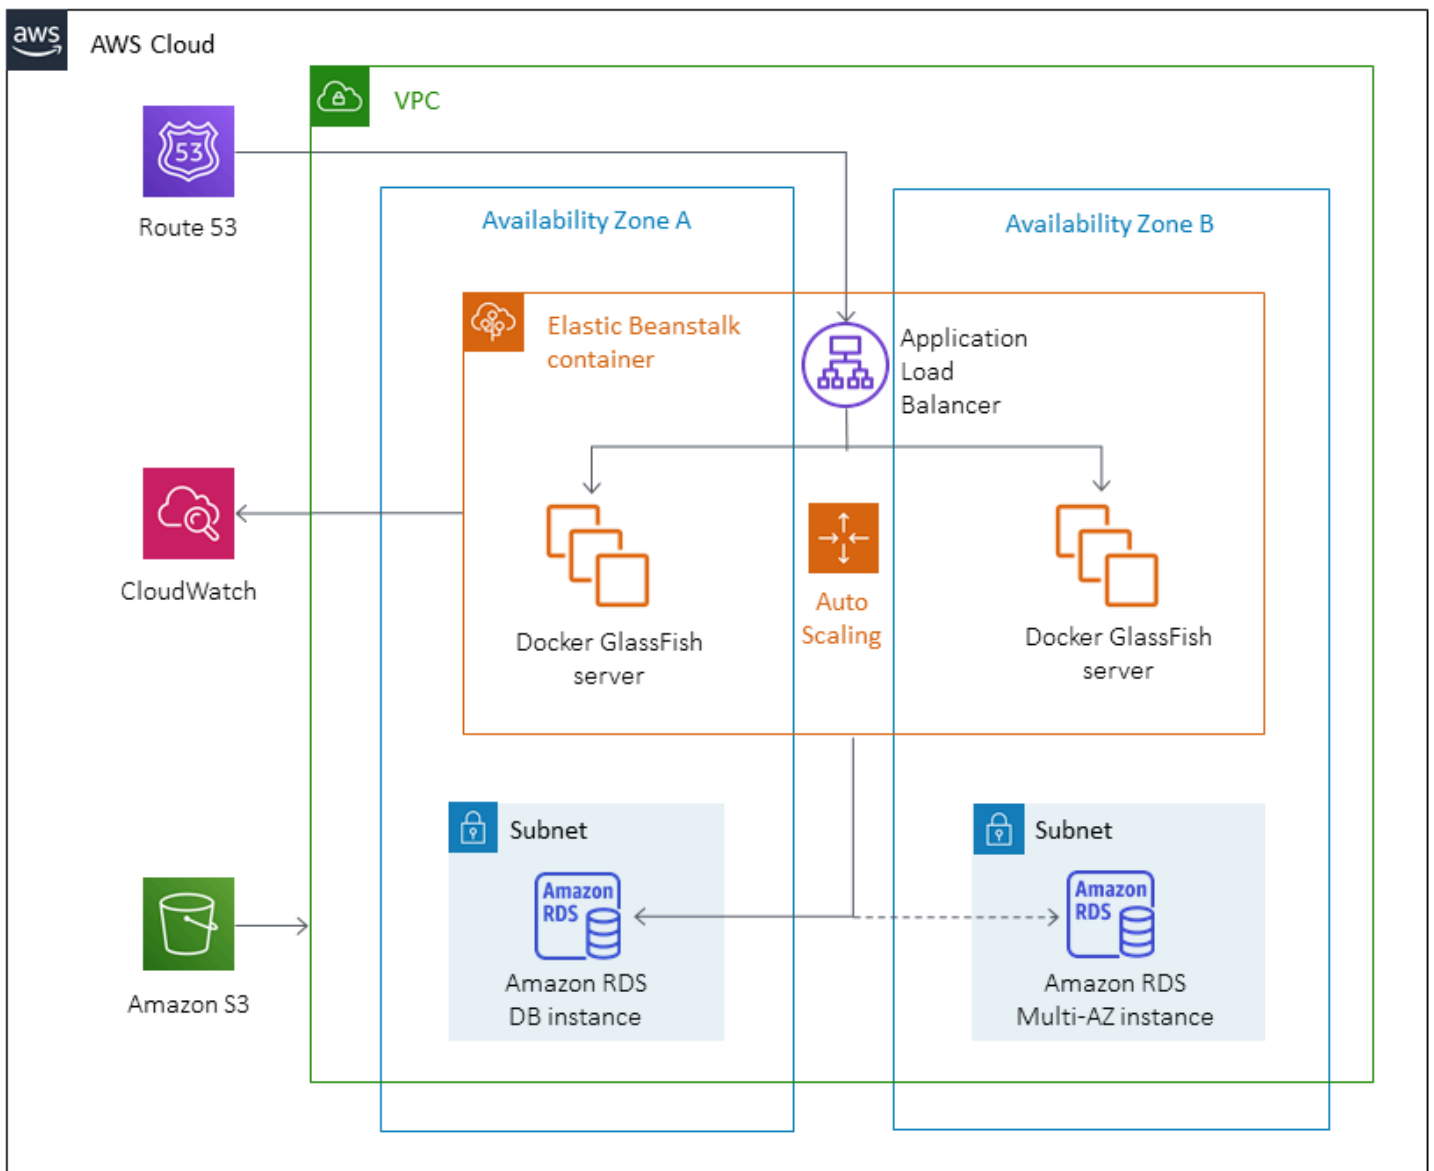 aws
AWS Cloud
VPC
53
Route 53
Availability Zone A
Availability Zone B
Elastic Beanstalk
container
Application
Load
Balancer
CloudWatch
Docker GlassFish
server
Auto
Scaling
Docker GlassFish
server
Subnet
Amazon
RDS
Amazon RDS
DB instance
Subnet
Amazon
RDS
Amazon RDS
Multi-AZ instance
Amazon S3